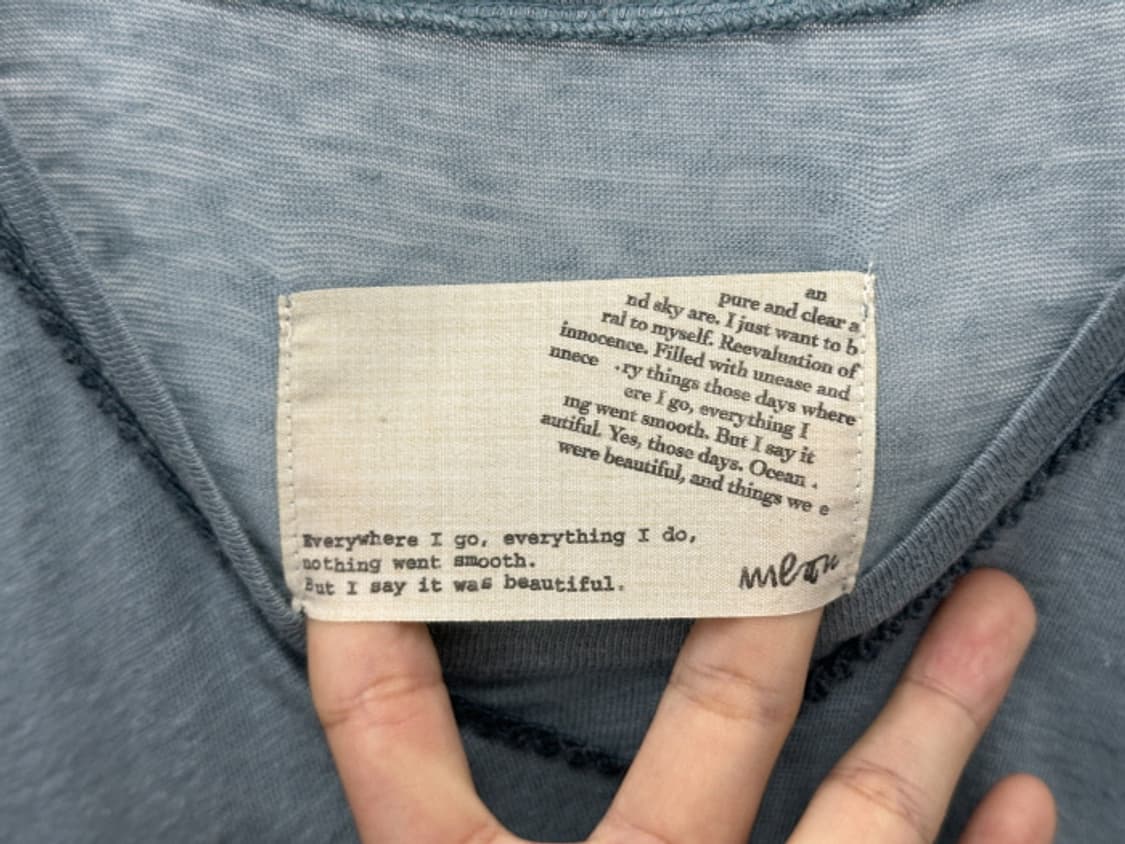 an
pure and clear a
nd sky are. I just want to b
ral to myself. Reevaluation of
innocence. Filled with unease and
nnece ry things those days where
ere I go, everything I
ing went smooth. But I say it
autiful. Yes, those days. Ocean
were beautiful, and things we e
Everywhere I go, everything I do,
nothing went smooth.
But I say it was beautiful.